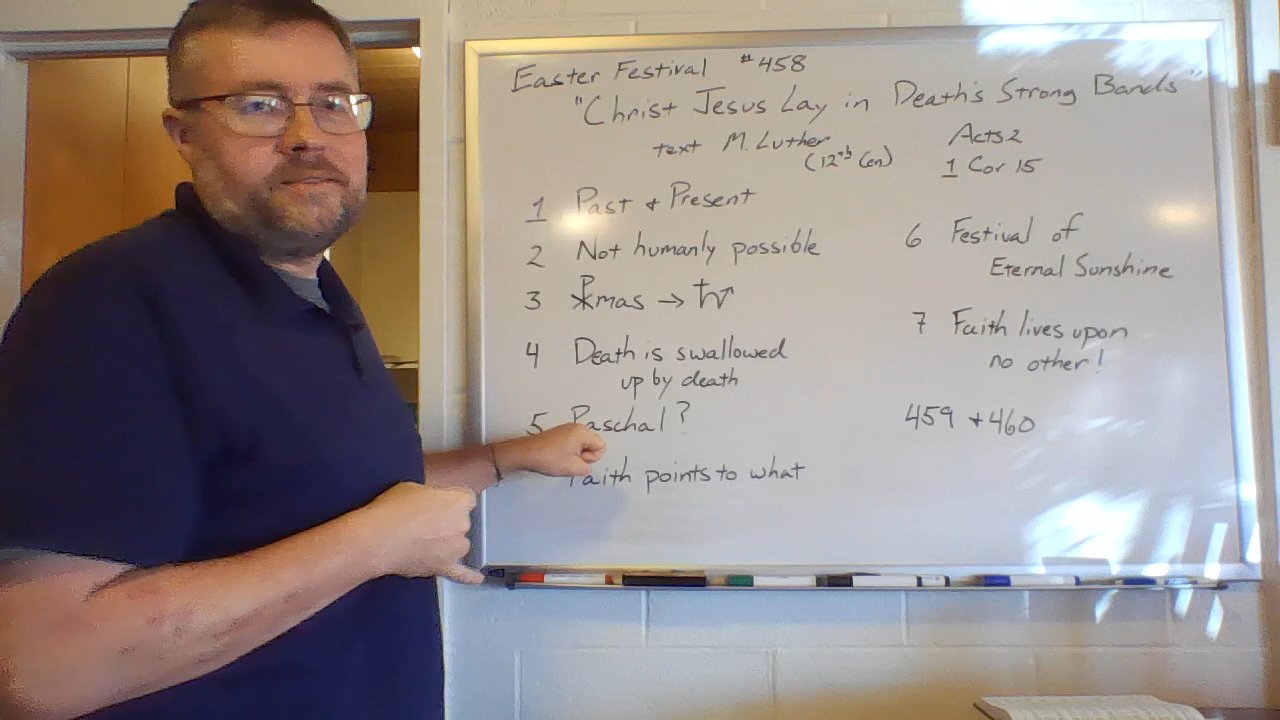 Easter Festival #458
"Christ Jesus Lay in Death's Strong Bands"
text M. Luther
(12th Cen)
Acts 2
1 Cor 15
1 Past + Present
2 Not humanly possible
3 Xmas →
4 Death is swallowed
up by death
5 Paschal?
Faith points to what
6 Festival of
Eternal Sunshine
7 Faith lives upon
no other!
459 + 460